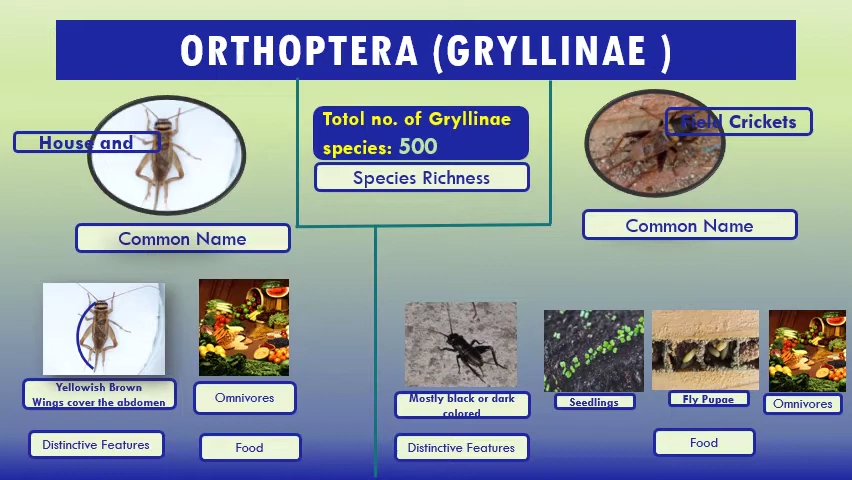 ORTHOPTERA (GRYLLINAE )
House and
Totol no. of Gryllinae
species: 500
Species Richness
Field Crickets
Common Name
Common Name
Yellowish Brown
Wings cover the abdomen
Omnivores
Mostly black or dark
colored
Seedlings
Fly Pupae
Omnivores
Distinctive Features
Food
Distinctive Features
Food